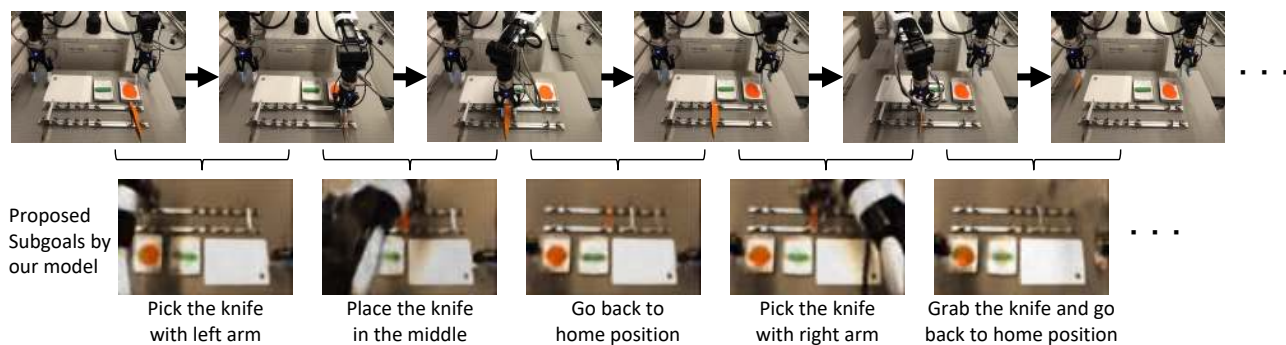 Proposed
Subgoals by
our model
Pick the knife
with left arm
Place the knife
in the middle
Go back to
home position
Pick the knife
with right arm
Grab the knife and go
back to home position